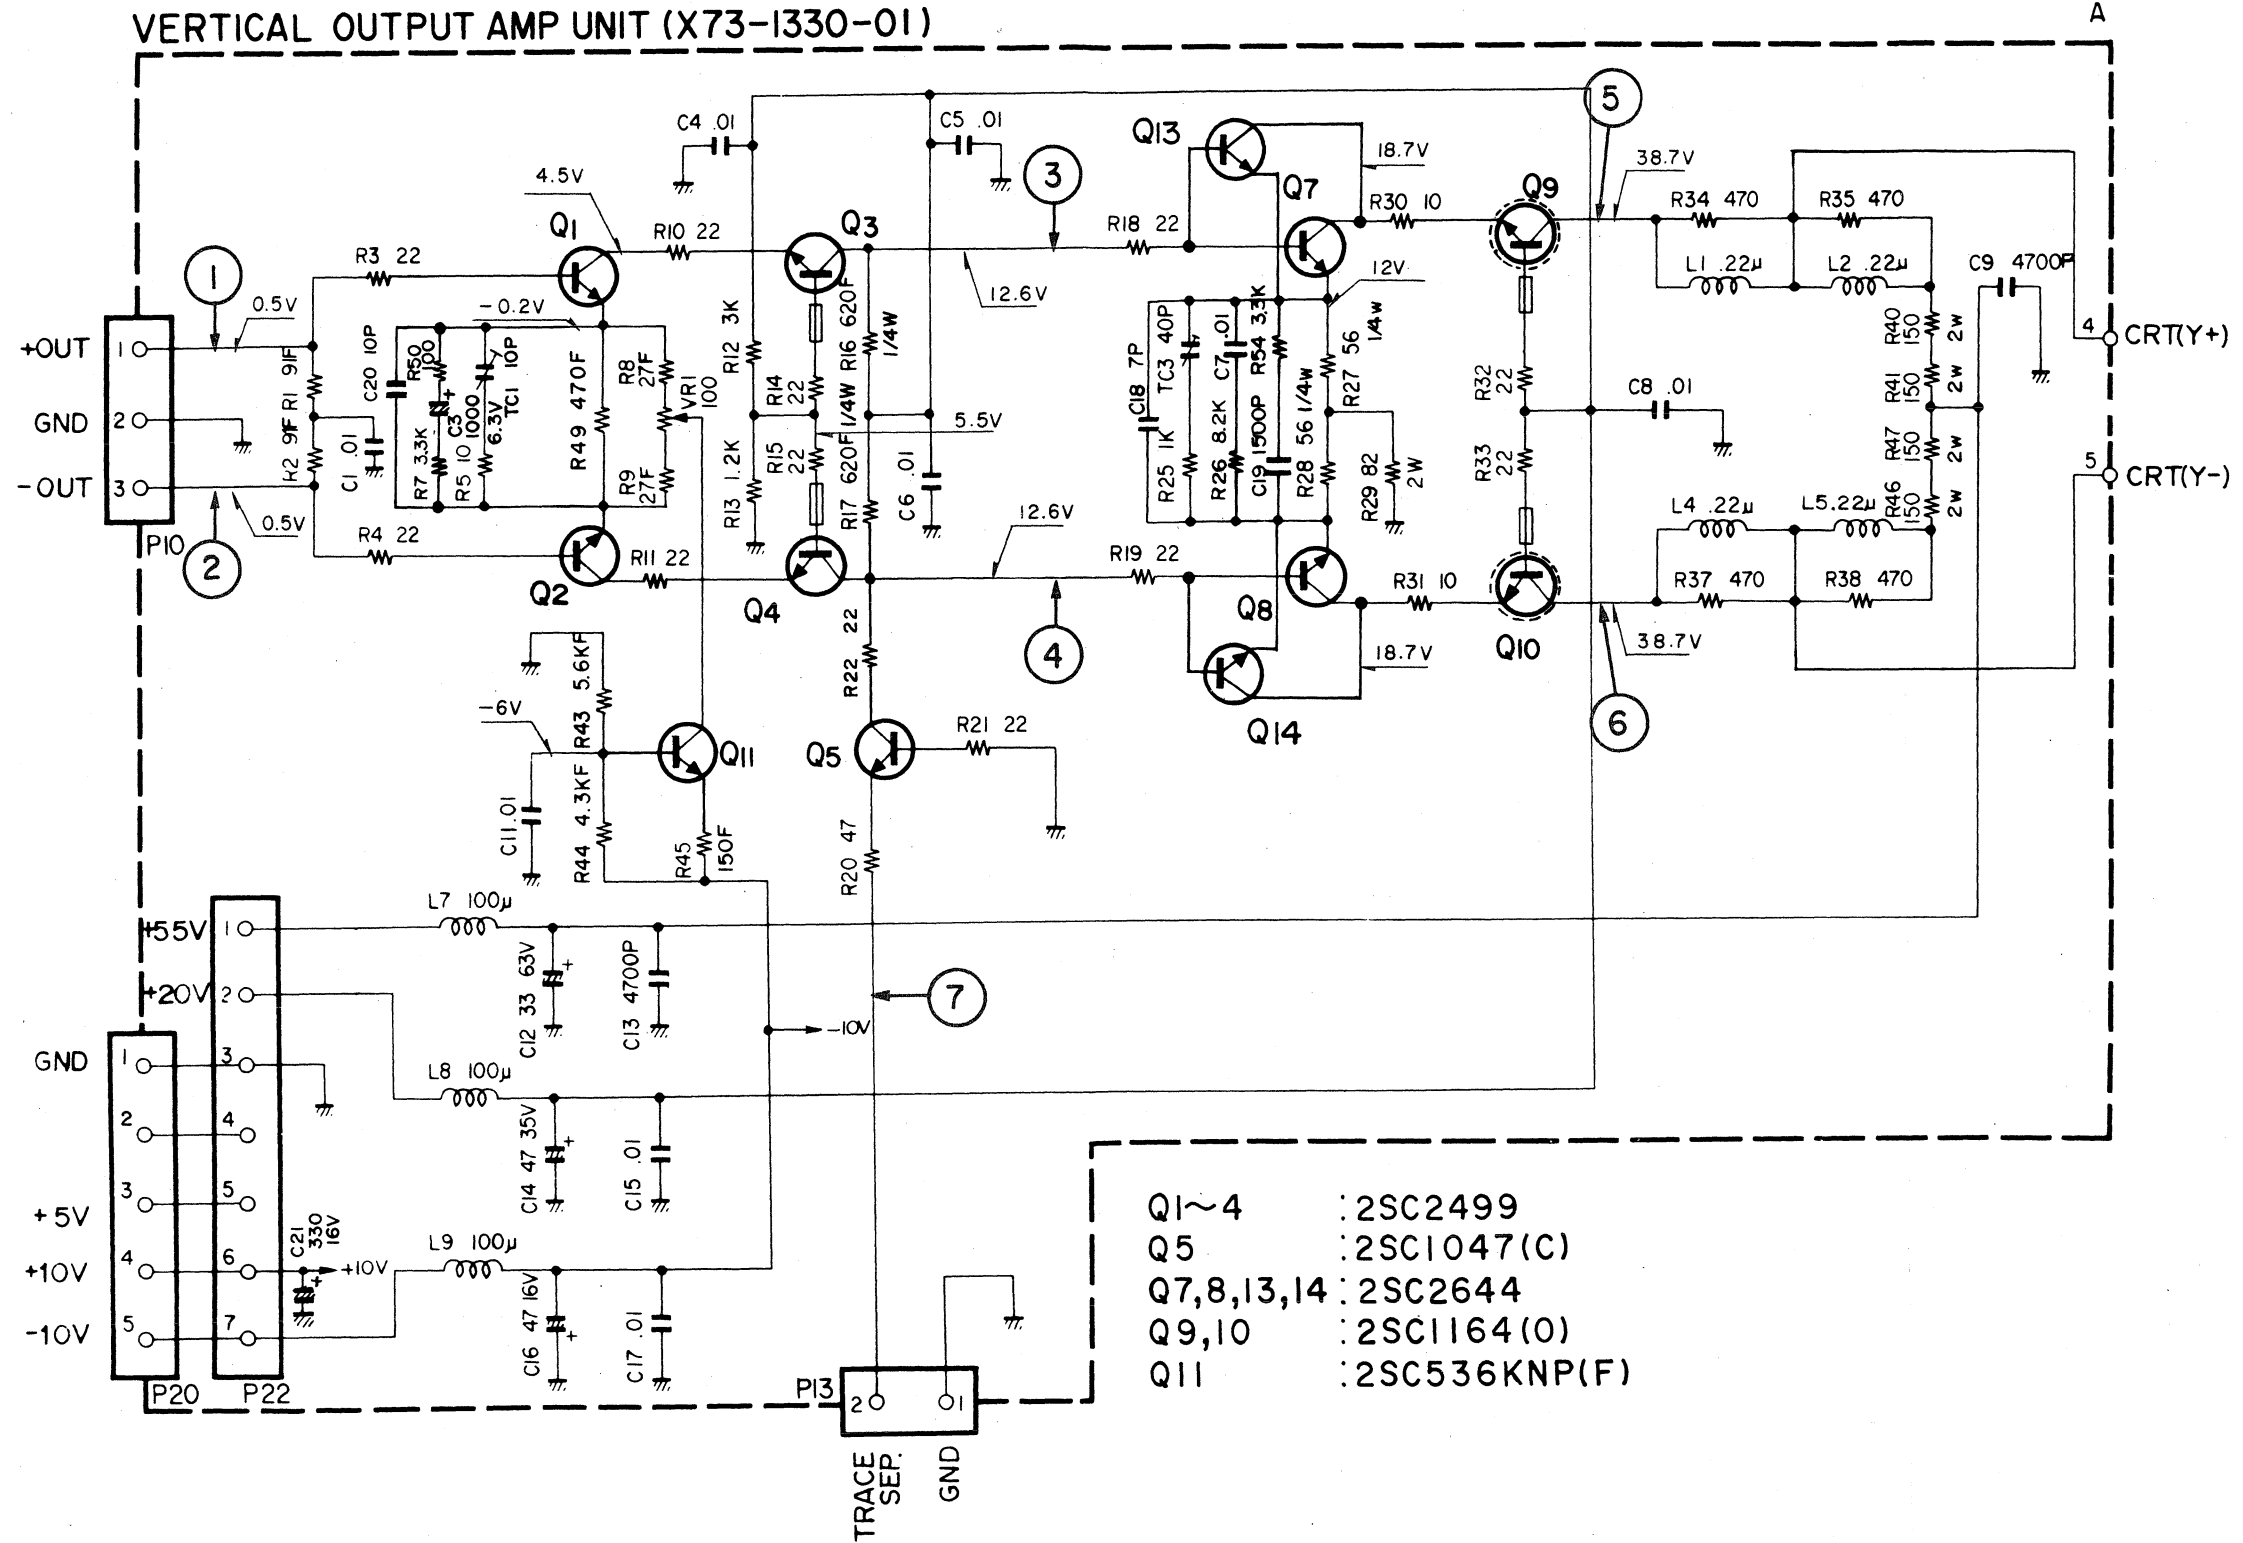 VERTICAL OUTPUT AMP UNIT (X73-1330-01)
A
C4 .01
C5 .01
Q13
5
18.7V
38.7V
4.5V
3
Q7
Q9
R30 10
R34 470
R35 470
Q1
R10 22
Q3
R18 22
R3 22
1
0.5V
-0.2V
12.6V
12V
L1 .22μ
L2 .22μ
C9 4700P
+OUT
1
C20 10P
R50 100
10P
TC1
R8 27F
VR1 100
R12 3K
R14 22
R16 620F
1/4W
C18 7P
TC3 40P
C7 .01
R54 3.3K
56 1/4W
R27
R32 22
R40 150 2W
4
CRT(Y+)
R1 91F
GND
2
R2 91F
C1 .01
R7 3.3K
C3 1000 6.3V
R5 10
R49 470F
R9 27F
R13 1.2K
R15 22
R17 620F 1/4W
5.5V
C6 .01
R25 1K
R26 8.2K
C19 1500P
R28 56 1/4W
R29 82 2W
R33 22
C8 .01
R41 150 2W
R47 150 2W
R46 150 2W
-OUT
3
0.5V
P10
2
R4 22
Q2
R11 22
Q4
12.6V
R19 22
Q8
R31 10
Q10
L4 .22μ
L5 .22μ
R37 470
R38 470
5
CRT(Y-)
38.7V
18.7V
4
6
Q14
R22 22
-6V
R43 5.6KF
Q11
Q5
R21 22
C11 .01
R44 4.3KF
R45 150F
R20 47
+55V
1
L7 100μ
C12 33 63V
+
C13 4700P
+20V
2
7
-10V
GND
1
3
L8 100μ
2
4
C14 47 35V
+
C15 .01
+5V
3
5
C21 330 16V
+
+10V
4
6
+10V
L9 100μ
-10V
5
7
C16 47 16V
+
C17 .01
P20
P22
P13
2
1
TRACE SEP.
GND
Q1~4 :2SC2499
Q5 :2SC1047(C)
Q7,8,13,14 :2SC2644
Q9,10 :2SC1164(O)
Q11 :2SC536KNP(F)